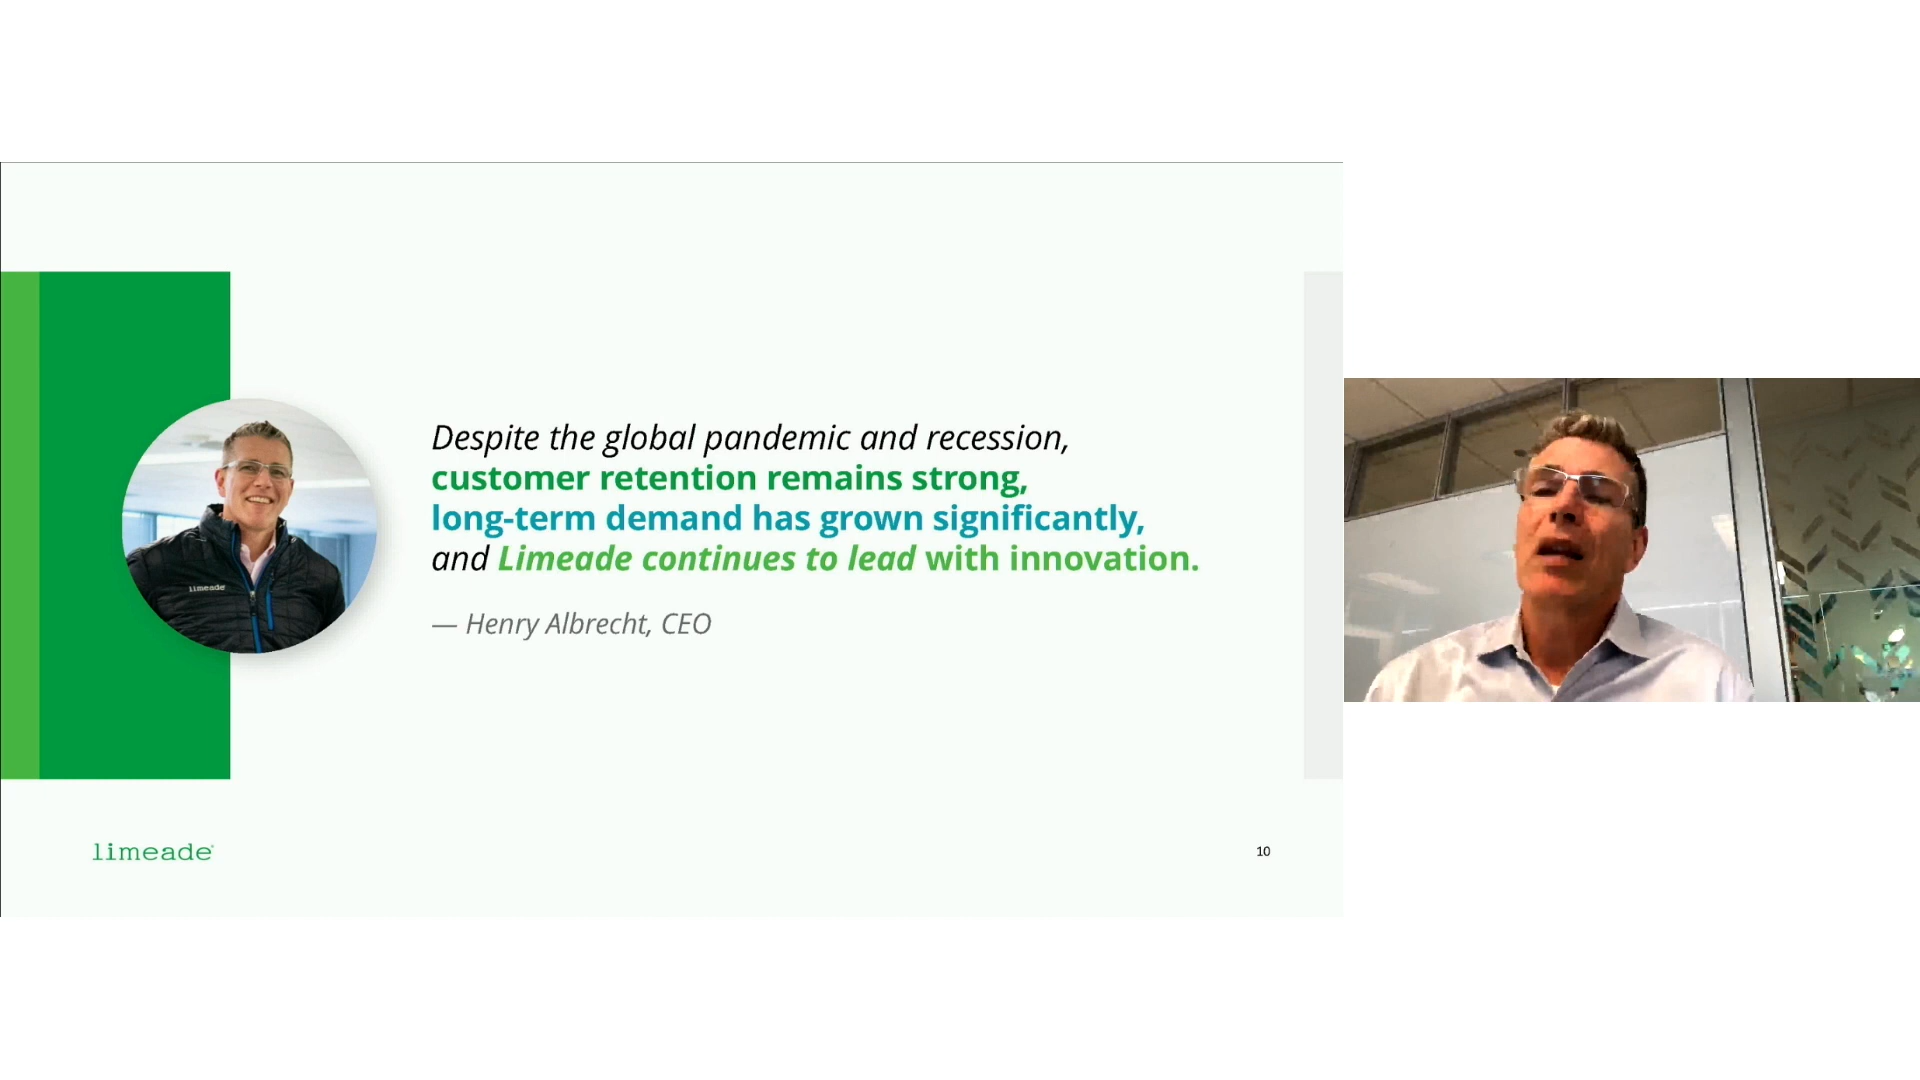 Despite the global pandemic and recession,
customer retention remains strong,
long-term demand has grown significantly,
and Limeade continues to lead with innovation.
— Henry Albrecht, CEO
limeade
limeade
10